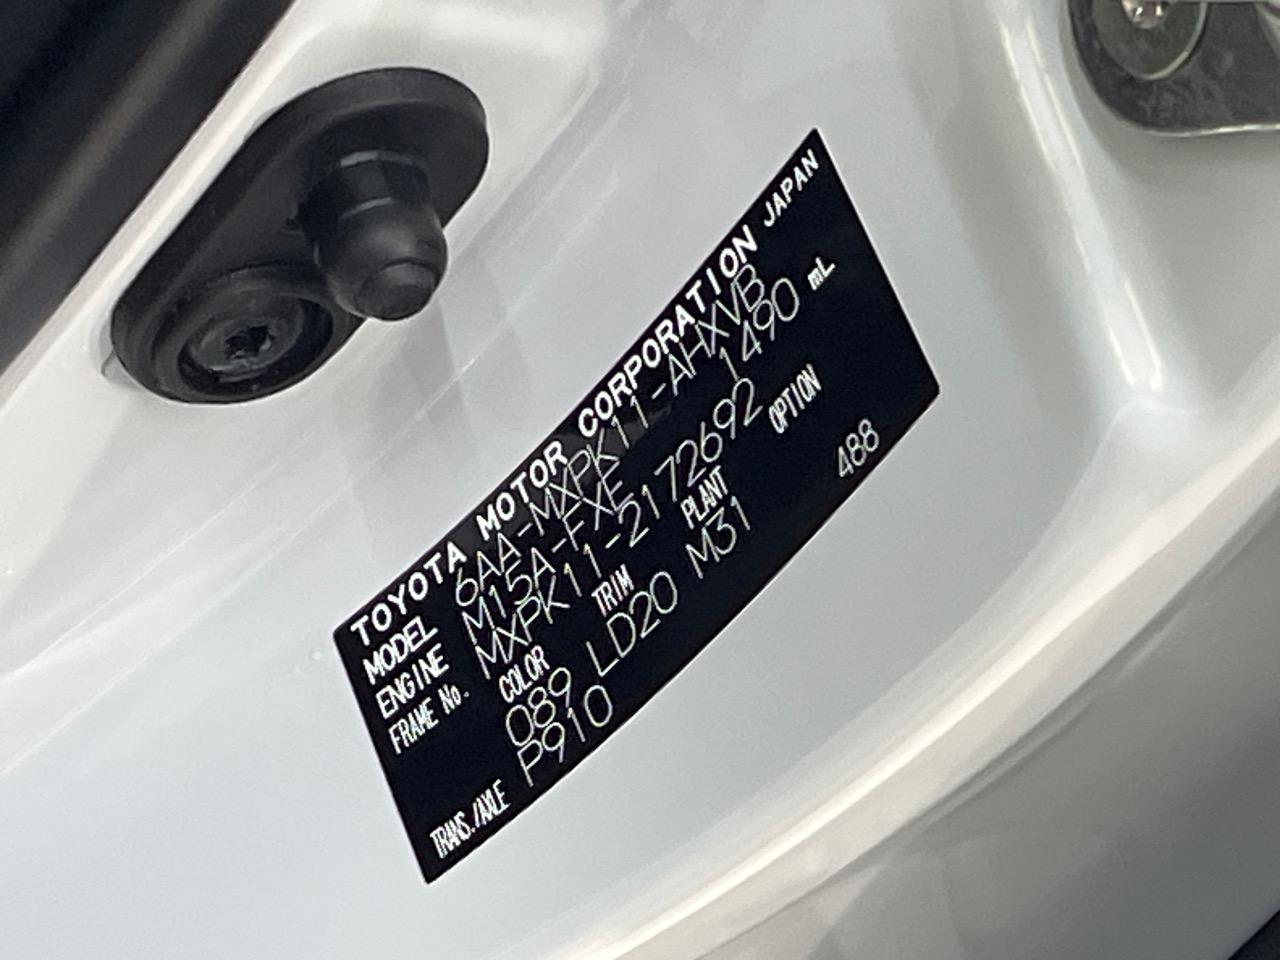 TOYOTA MOTOR CORPORATION JAPAN
MODEL 6AA-MXPK11-AHXVB
ENGINE M15A-FXE 1490 mL
FRAME No. MXPK11-2172692
COLOR TRIM PLANT OPTION
089 LD20 M31
TRANS./AXLE P910 488